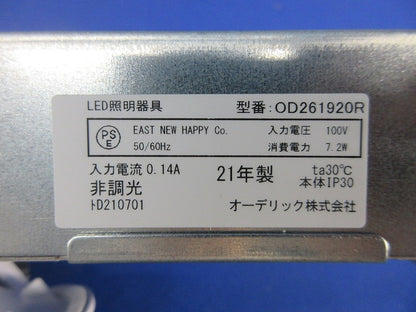 LED照明器具 型番:OD261920R
PS
E
EAST NEW HAPPY Co. 入力電圧 100V
50/60Hz 消費電力 7.2W
入力電流 0.14A 21年製 ta30℃
非調光 本体IP30
ﾄD210701 オーデリック株式会社